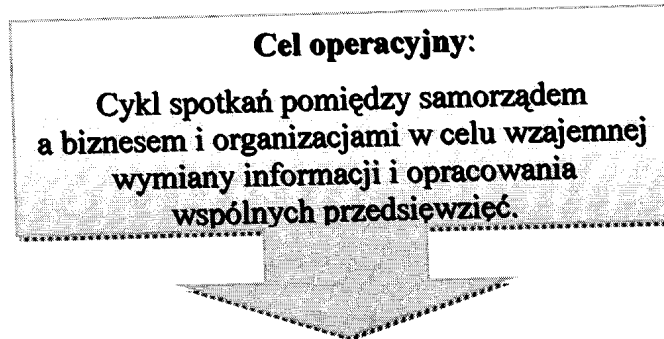 Cel operacyjny:
Cykl spotkań pomiędzy samorządem
a biznesem i organizacjami w celu wzajemnej
wymiany informacji i opracowania
wspólnych przedsięwzięć.